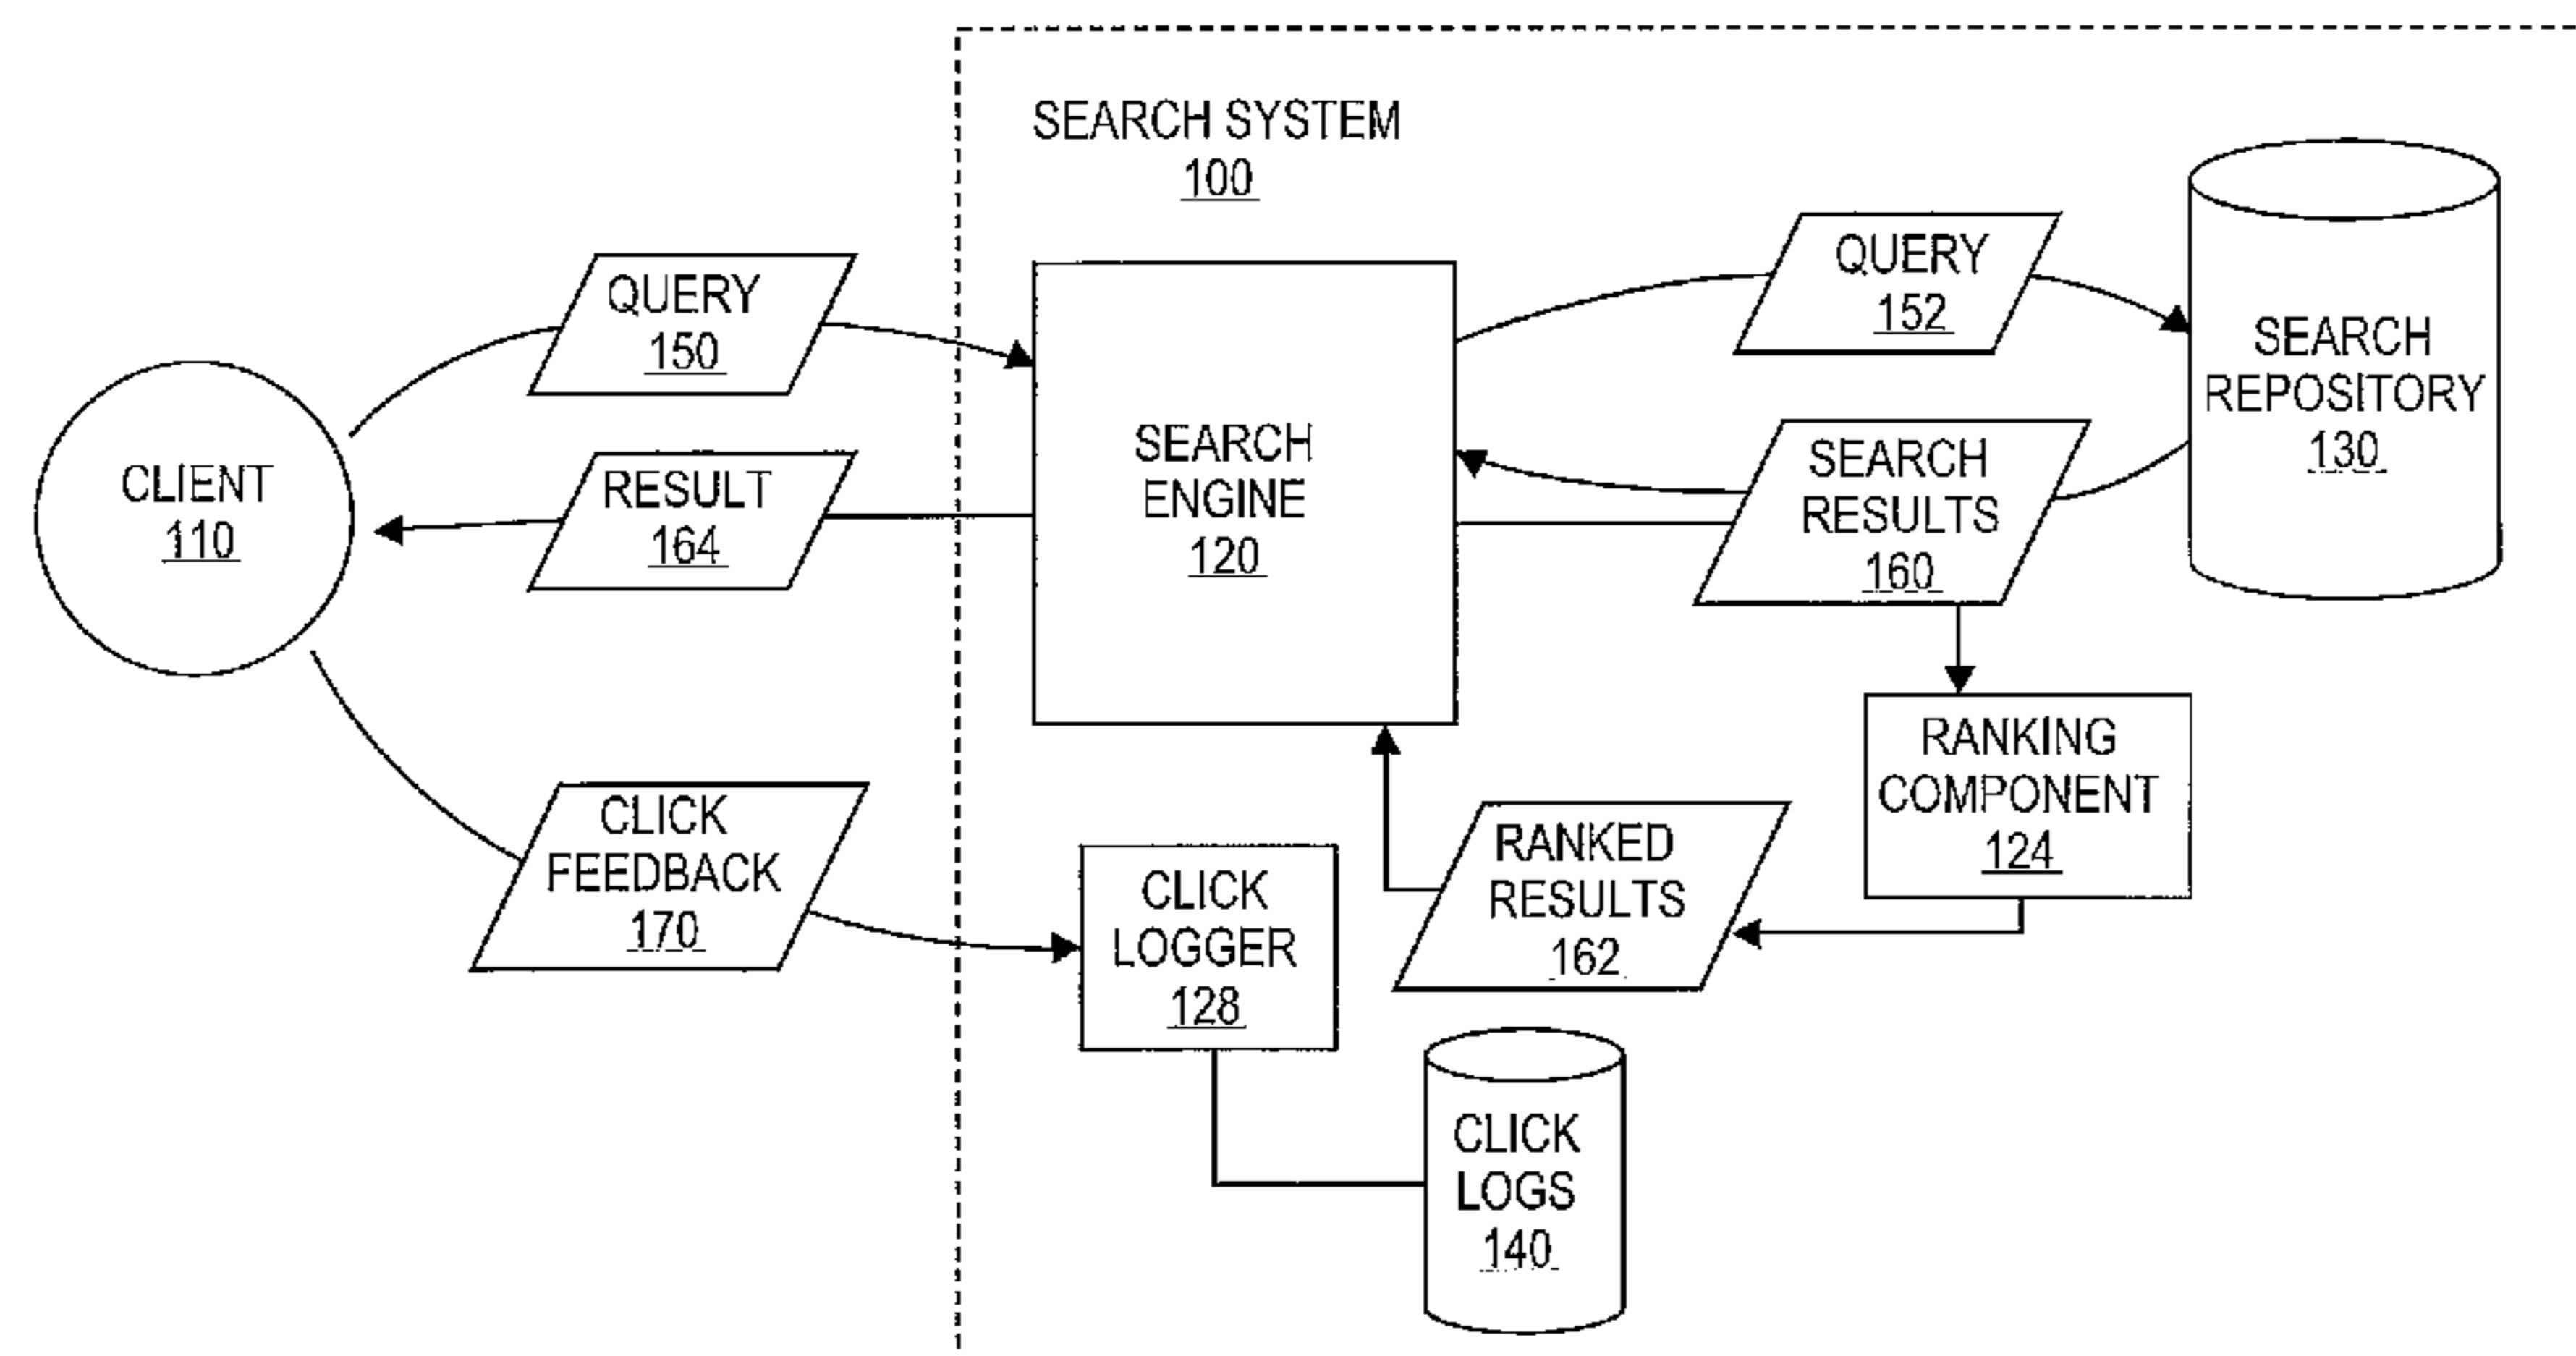 SEARCH SYSTEM
100
QUERY
150
QUERY
152
SEARCH
REPOSITORY
130
CLIENT
110
RESULT
164
SEARCH
ENGINE
120
SEARCH
RESULTS
160
RANKING
COMPONENT
124
CLICK
FEEDBACK
170
CLICK
LOGGER
128
RANKED
RESULTS
162
CLICK
LOGS
140